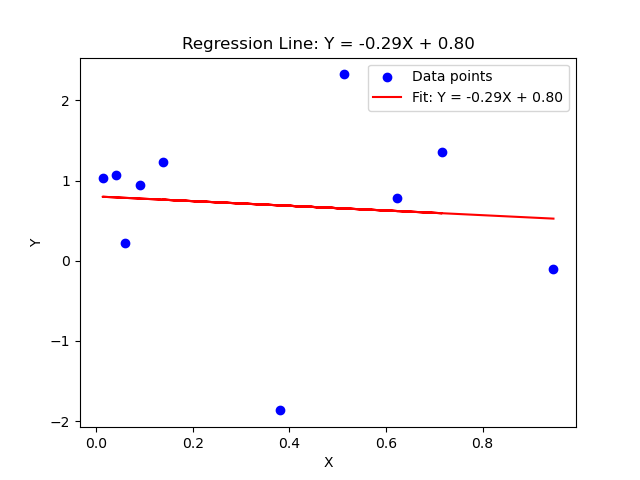 Regression Line: Y = -0.29X + 0.80
Data points
Fit: Y = -0.29X + 0.80
2
1
0
−1
−2
Y
0.0 0.2 0.4 0.6 0.8
X